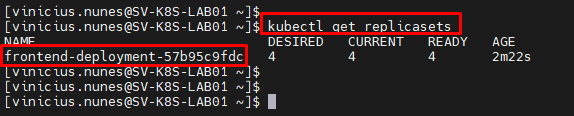 [vinicius.nunes@SV-K8S-LAB01 ~]$
[vinicius.nunes@SV-K8S-LAB01 ~]$ kubectl get replicasets
NAME DESIRED CURRENT READY AGE
frontend-deployment-57b95c9fdc 4 4 4 2m22s
[vinicius.nunes@SV-K8S-LAB01 ~]$
[vinicius.nunes@SV-K8S-LAB01 ~]$
[vinicius.nunes@SV-K8S-LAB01 ~]$